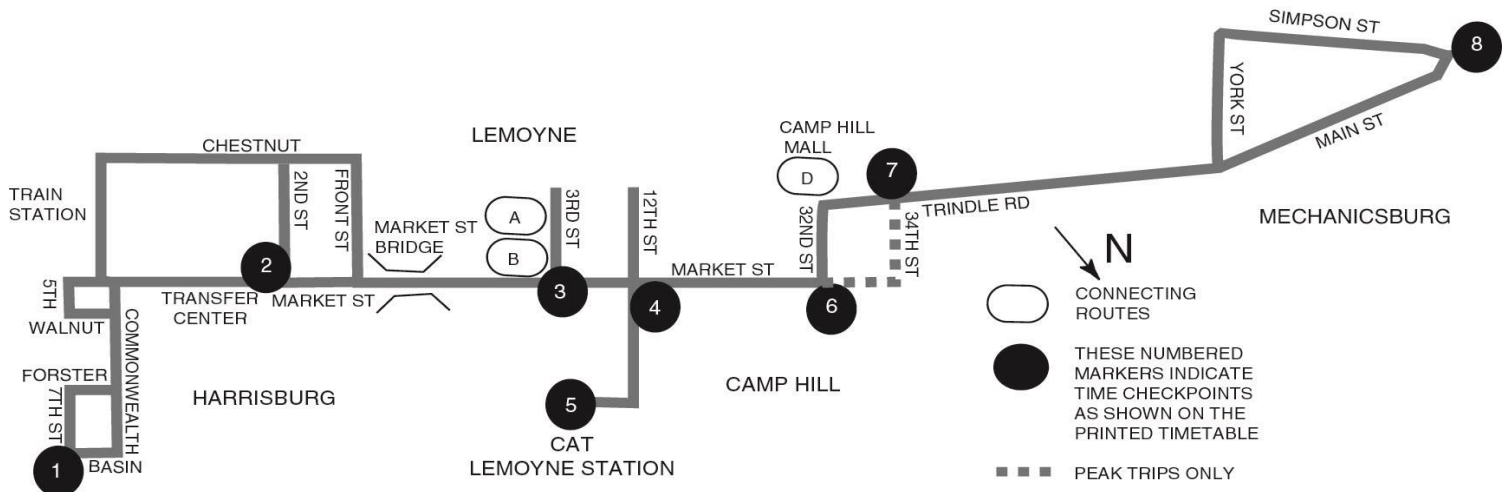 SIMPSON ST
8
YORK ST
MAIN ST
CHESTNUT
LEMOYNE
CAMP HILL
MALL
D
7
TRINDLE RD
MECHANICSBURG
TRAIN
STATION
2ND ST
FRONT ST
MARKET ST
BRIDGE
A
B
3RD ST
12TH ST
32ND ST
34TH ST
N
2
5TH
TRANSFER
CENTER
MARKET ST
3
4
MARKET ST
6
CONNECTING
ROUTES
WALNUT
COMMONWEALTH
FORSTER
7TH ST
HARRISBURG
CAMP HILL
THESE NUMBERED
MARKERS INDICATE
TIME CHECKPOINTS
AS SHOWN ON THE
PRINTED TIMETABLE
5
CAT
LEMOYNE STATION
1
BASIN
PEAK TRIPS ONLY